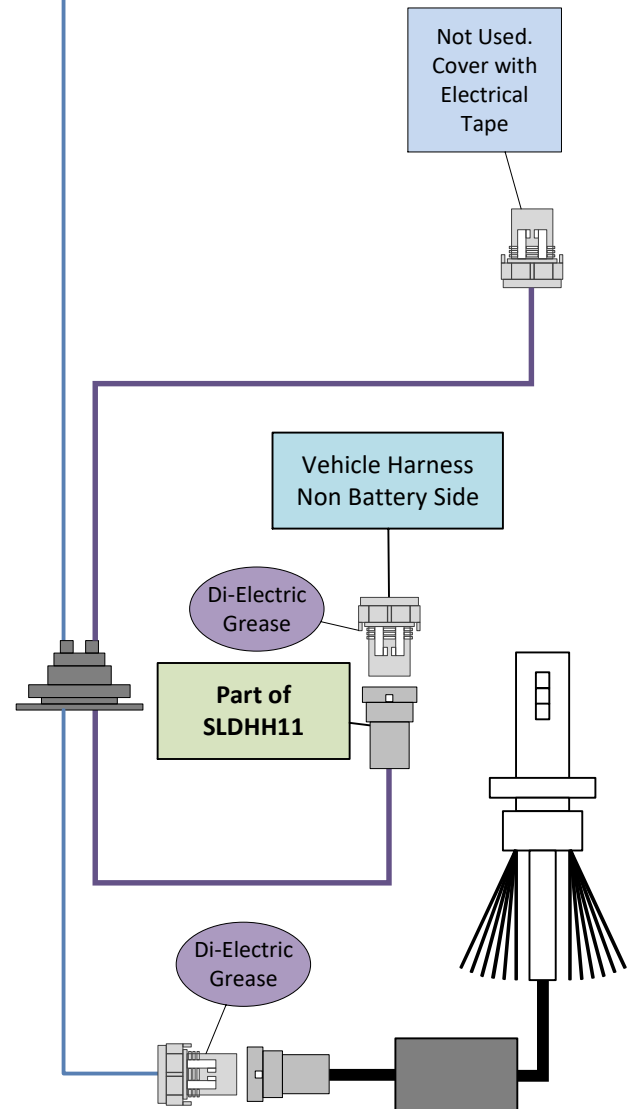 Not Used.
Cover with
Electrical
Tape
Vehicle Harness
Non Battery Side
Di-Electric
Grease
Part of
SLDHH11
Di-Electric
Grease